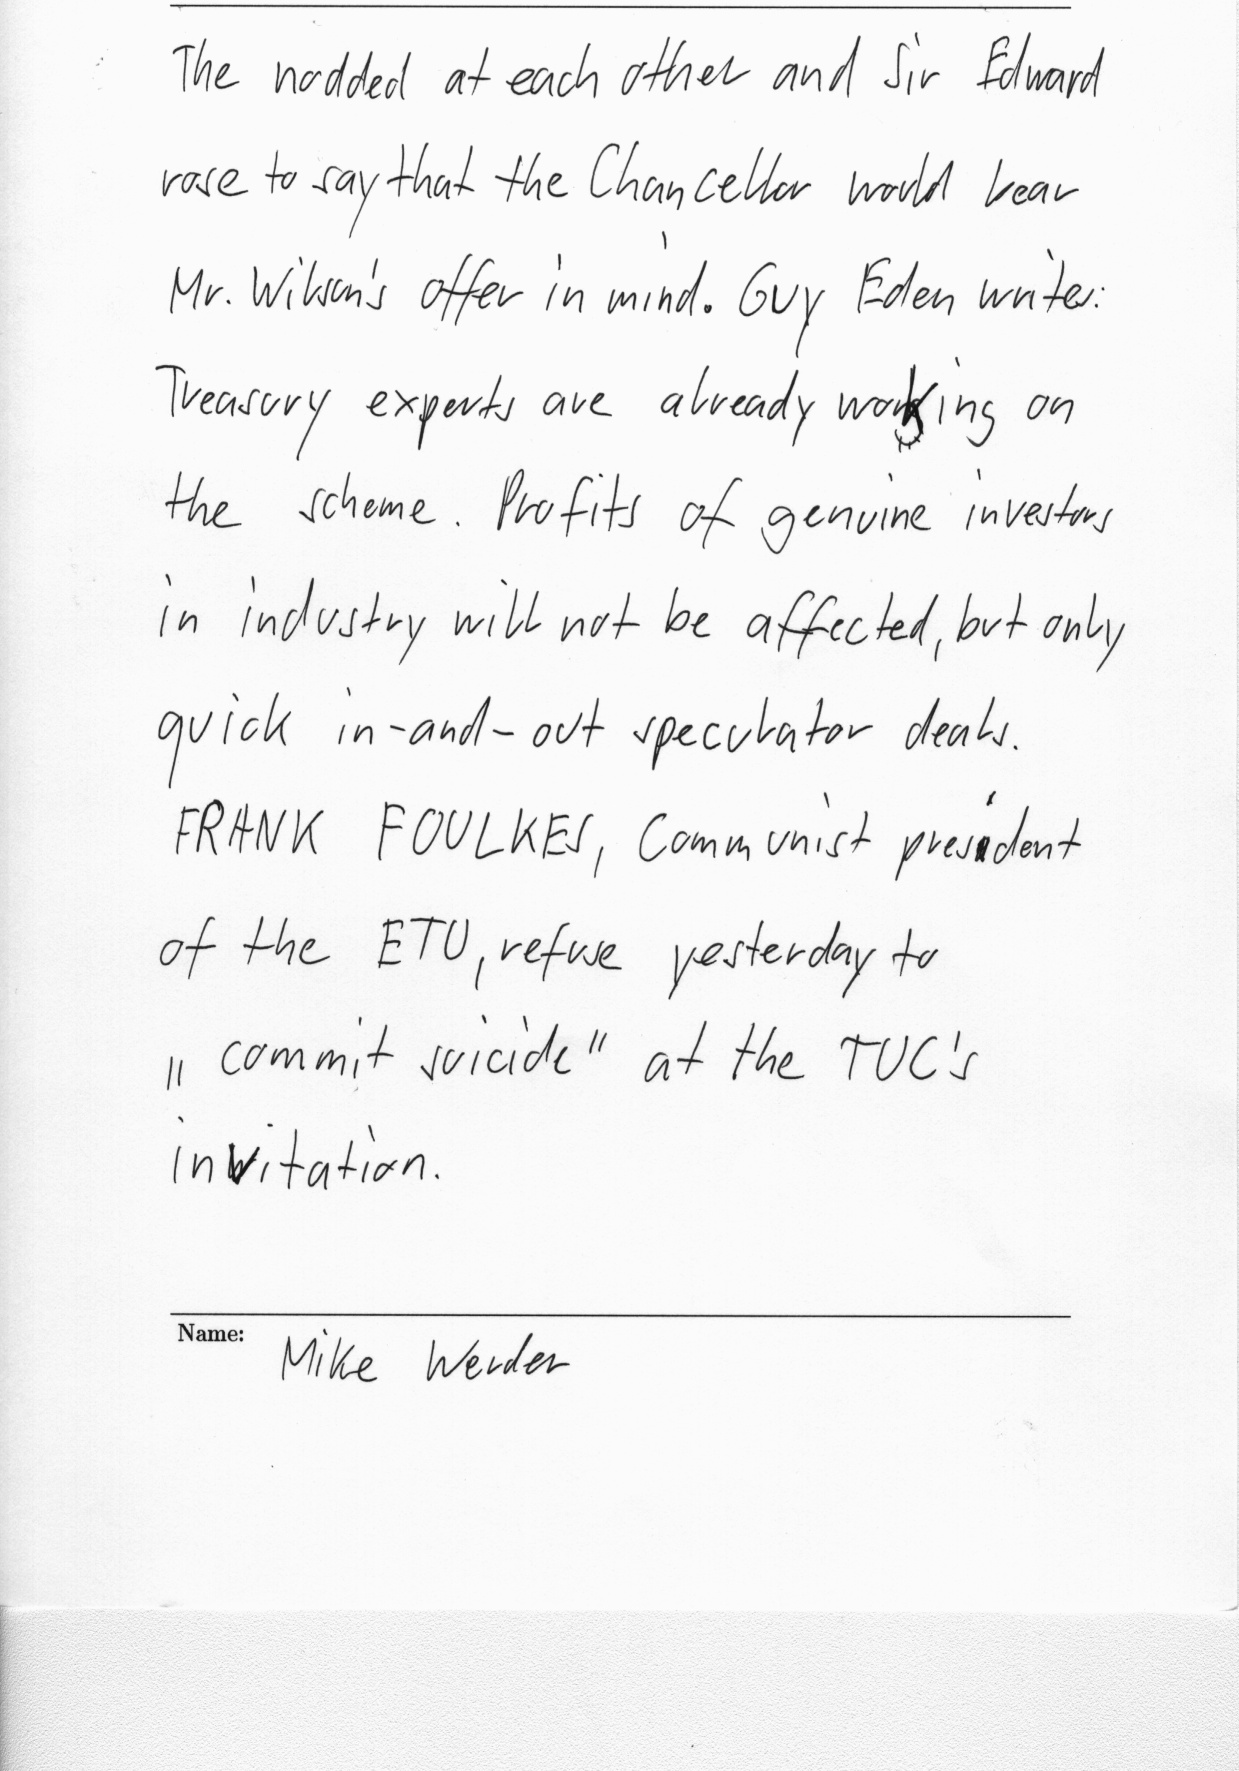 The nodded at each other and Sir Edward
rose to say that the Chancellor would bear
Mr. Wilson's offer in mind. Guy Eden writes:
Treasury experts are already working on
the scheme. Profits of genuine investors
in industry will not be affected, but only
quick in-and-out speculator deals.
FRANK FOULKES, Communist president
of the ETU, refuse yesterday to
"commit suicide" at the TUC's
invitation.
Name: Mike Werder